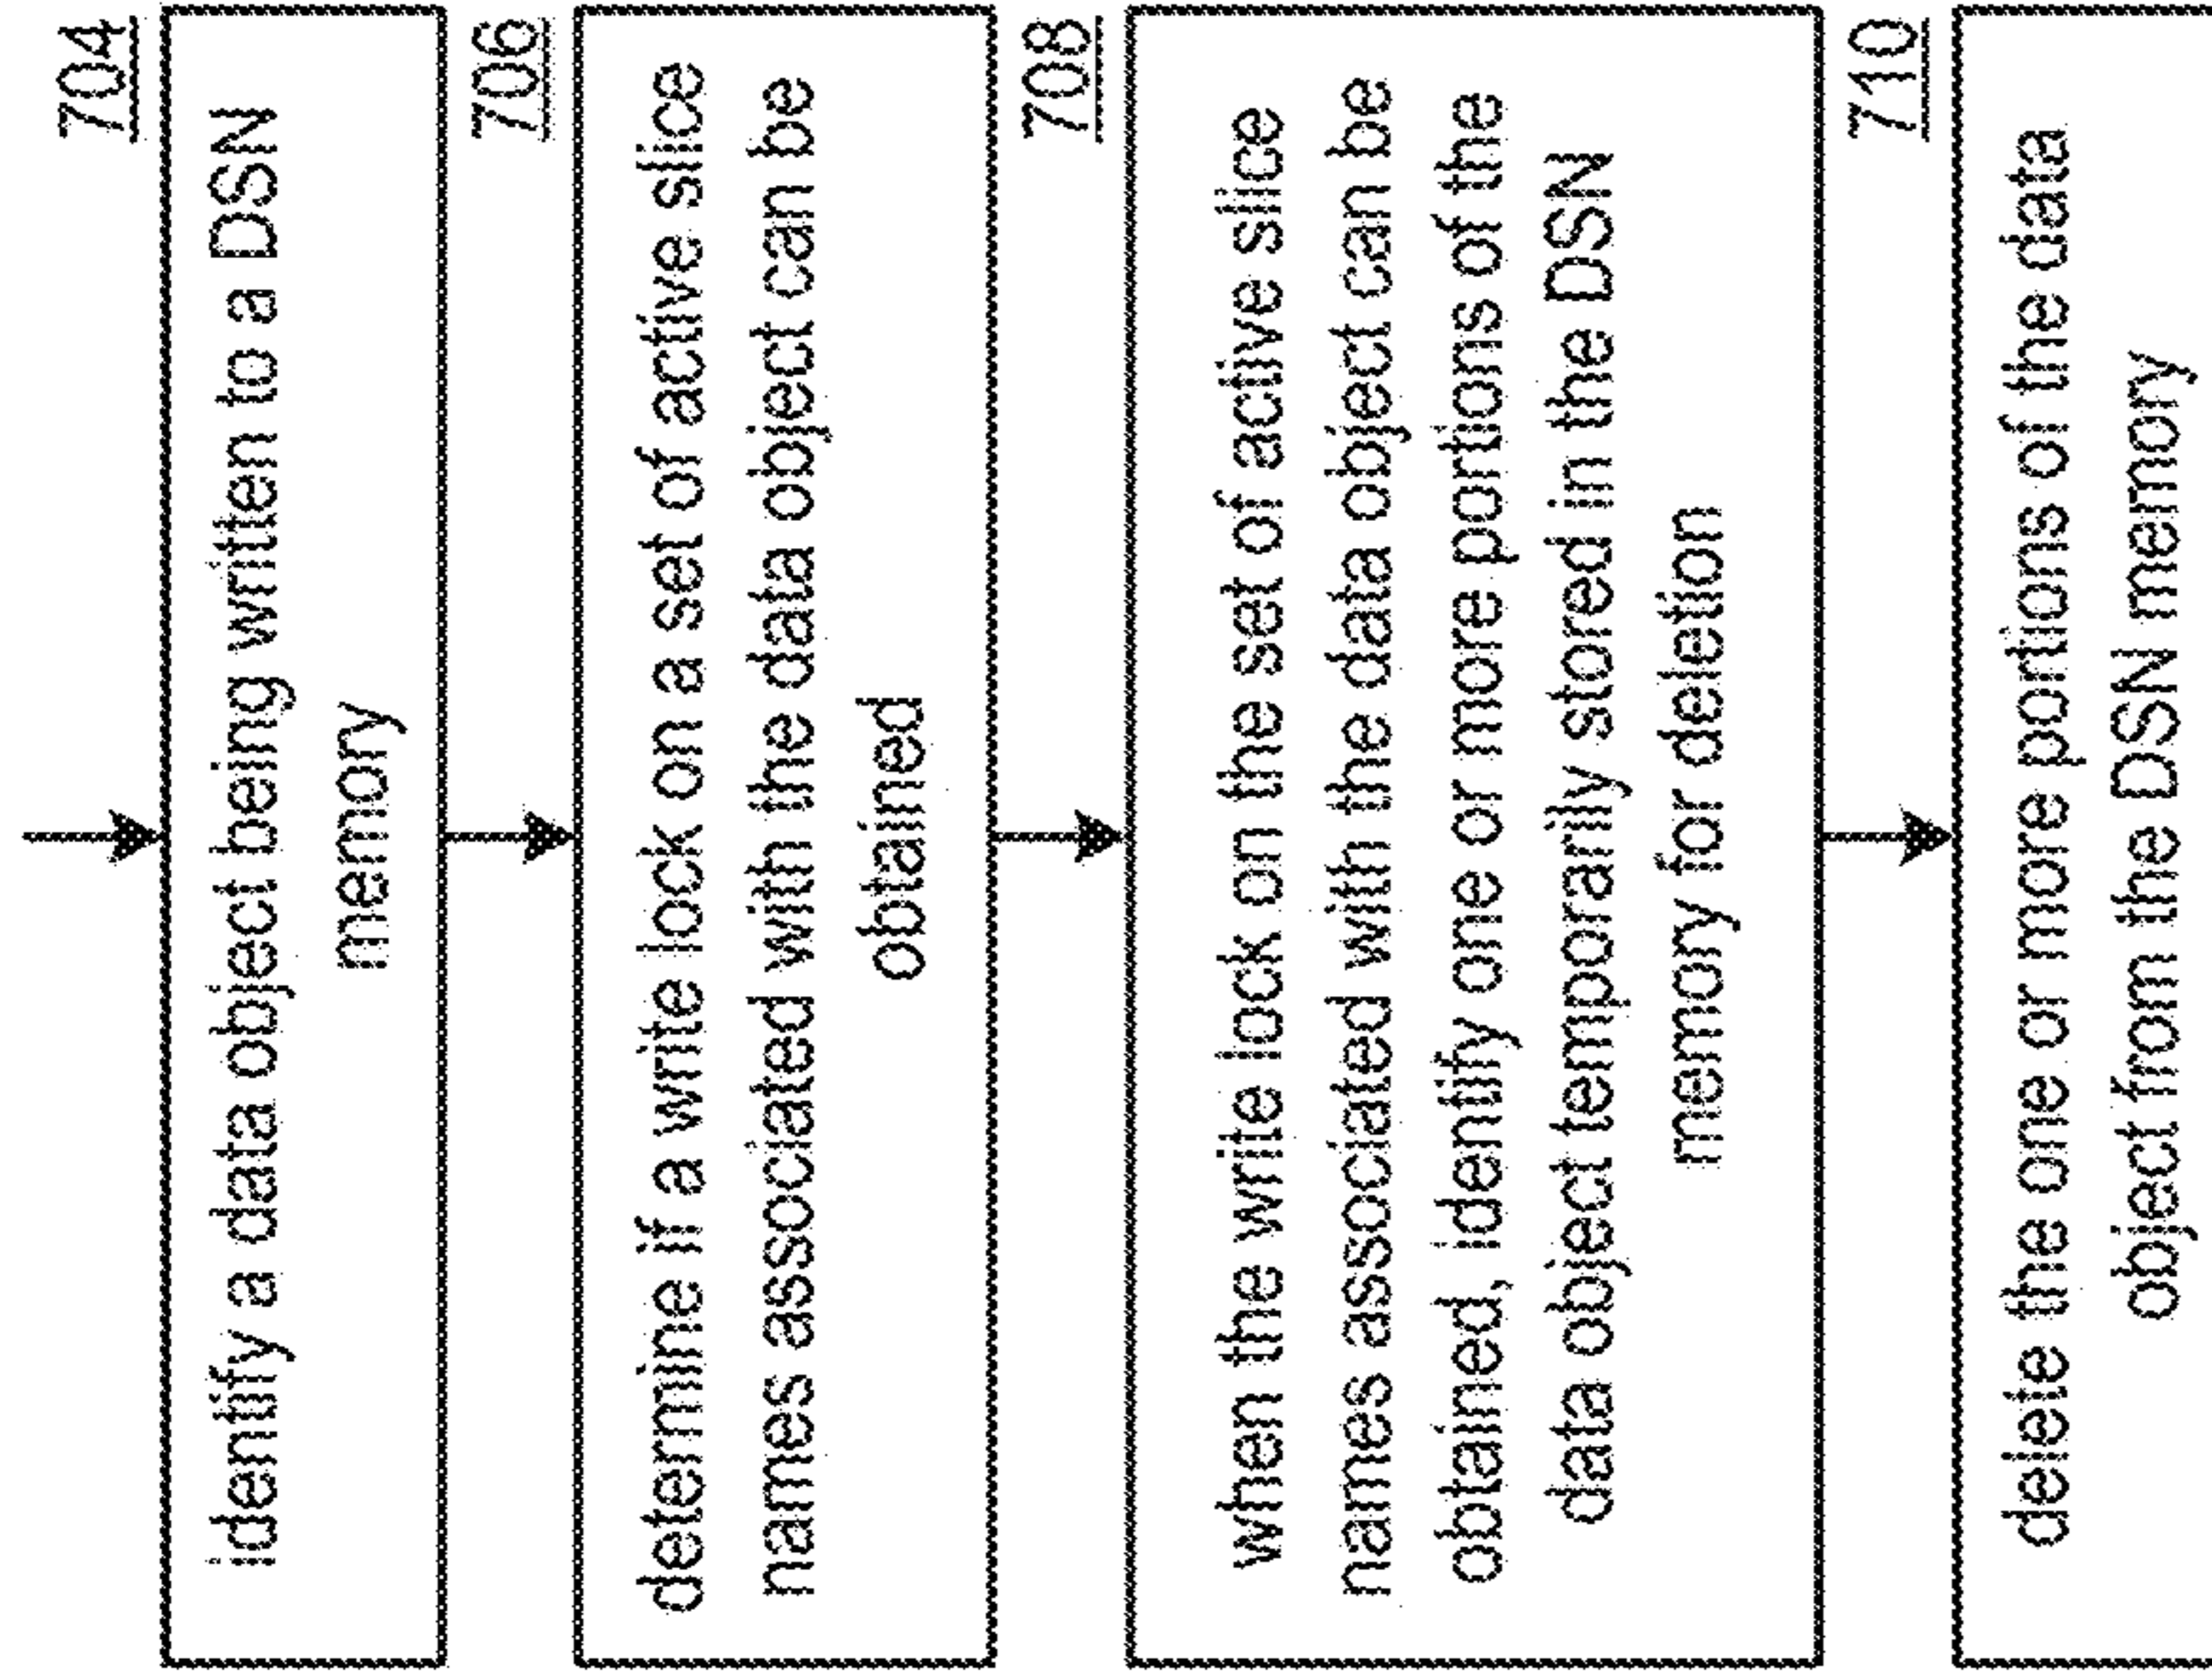 704
identify a data object being written to a DSN
memory
706
determine if a write lock on a set of active slice
names associated with the data object can be
obtained
708
when the write lock on the set of active slice
names associated with the data object can be
obtained, identify one or more portions of the
data object temporarily stored in the DSN
memory for deletion
710
delete the one or more portions of the data
object from the DSN memory